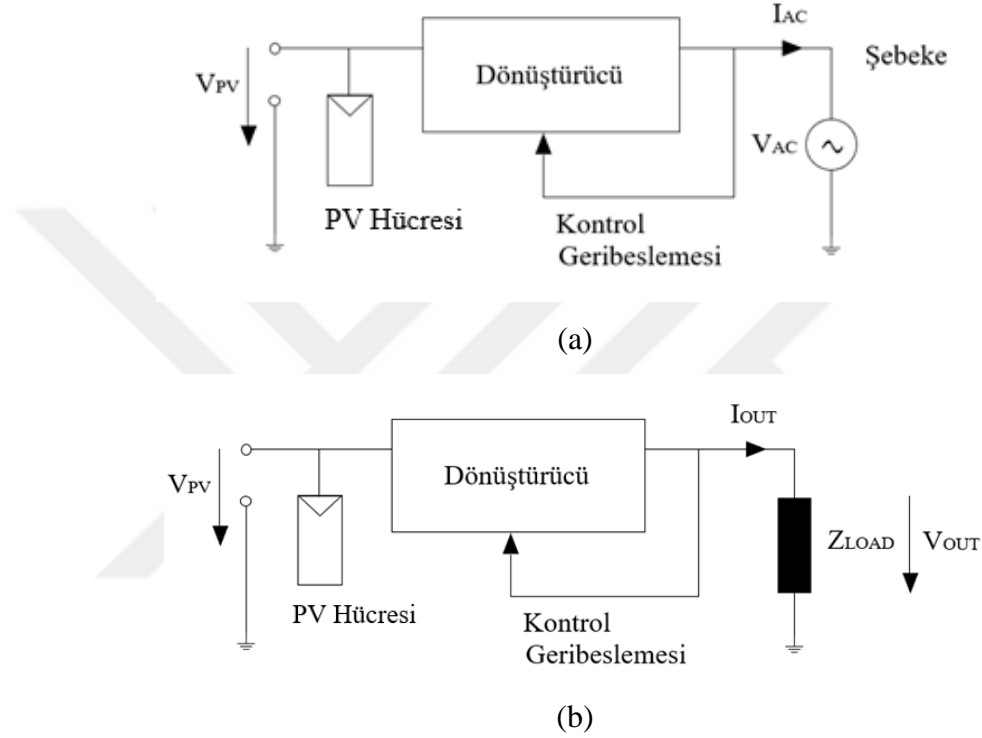 IAC
Şebeke
Dönüştürücü
VPV
VAC
PV Hücresi
Kontrol
Geribeslemesi
(a)
IOUT
Dönüştürücü
VPV
ZLOAD
VOUT
PV Hücresi
Kontrol
Geribeslemesi
(b)